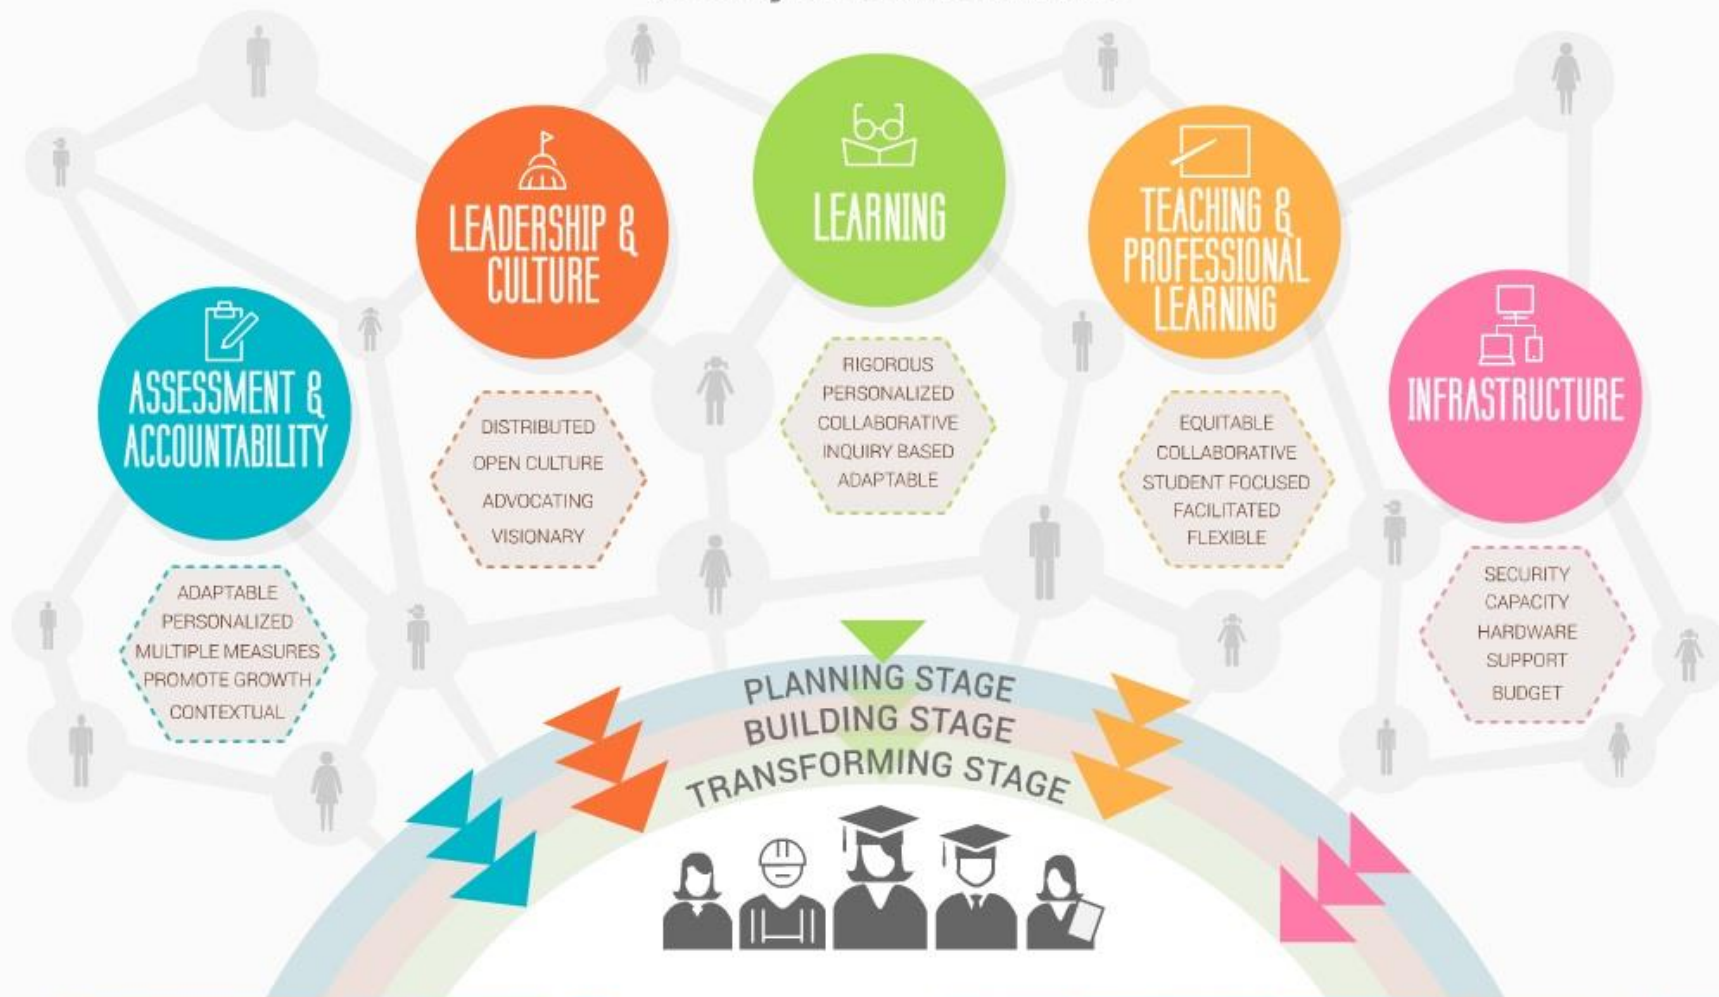 ASSESSMENT &
ACCOUNTABILITY
ADAPTABLE
PERSONALIZED
MULTIPLE MEASURES
PROMOTE GROWTH
CONTEXTUAL
LEADERSHIP &
CULTURE
DISTRIBUTED
OPEN CULTURE
ADVOCATING
VISIONARY
LEARNING
RIGOROUS
PERSONALIZED
COLLABORATIVE
INQUIRY BASED
ADAPTABLE
TEACHING &
PROFESSIONAL
LEARNING
EQUITABLE
COLLABORATIVE
STUDENT FOCUSED
FACILITATED
FLEXIBLE
INFRASTRUCTURE
SECURITY
CAPACITY
HARDWARE
SUPPORT
BUDGET
PLANNING STAGE
BUILDING STAGE
TRANSFORMING STAGE